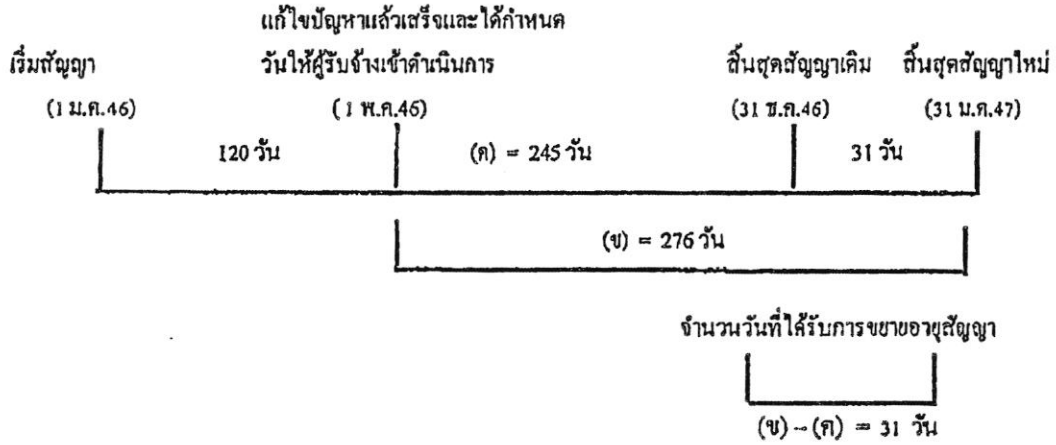 แก้ไขปัญหาแล้วเสร็จและได้กำหนด
เริ่มสัญญา วันให้ผู้รับจ้างเข้าดำเนินการ สิ้นสุดสัญญาเดิม สิ้นสุดสัญญาใหม่
(1 ม.ค.46) (1 พ.ค.46) (31 ธ.ค.46) (31 ม.ค.47)
120 วัน (ค) = 245 วัน 31 วัน
(ข) = 276 วัน
จำนวนวันที่ได้รับการขยายอายุสัญญา
(ข) – (ค) = 31 วัน